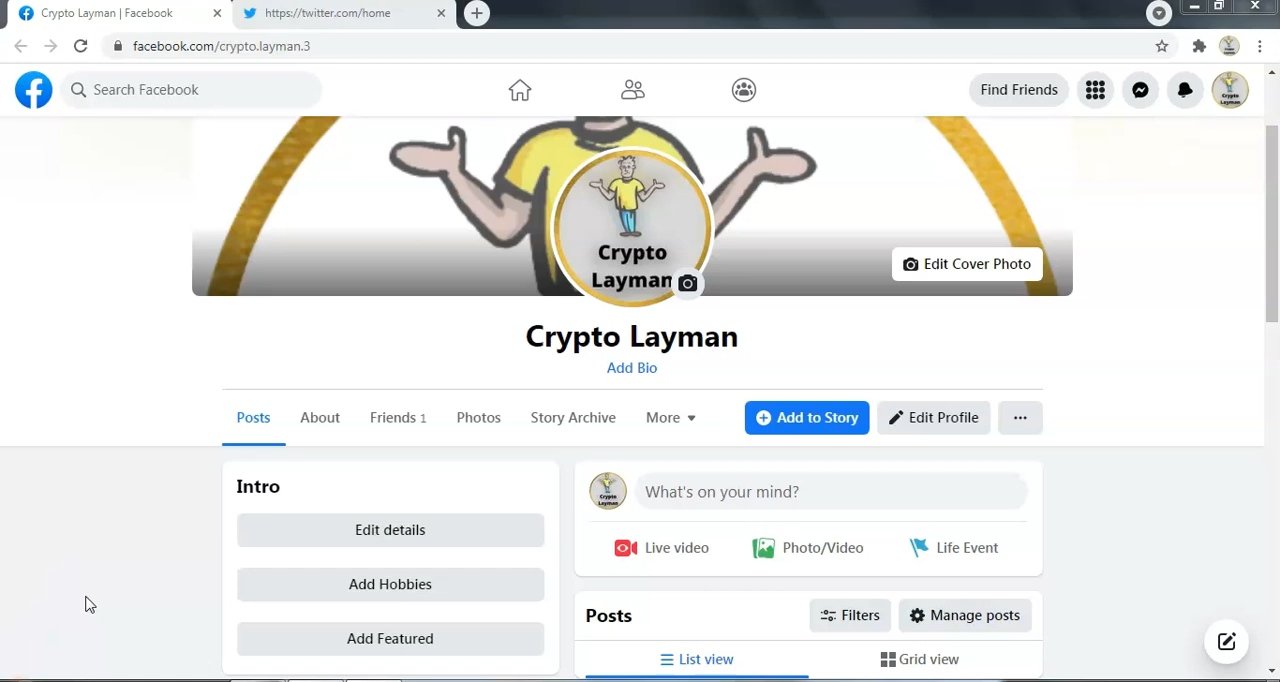 Crypto Layman | Facebook
https://twitter.com/home
facebook.com/crypto.layman.3
Search Facebook
Find Friends
Crypto
Layman
Edit Cover Photo
Crypto Layman
Add Bio
Posts
About
Friends 1
Photos
Story Archive
More
Add to Story
Edit Profile
Intro
Edit details
Add Hobbies
Add Featured
Crypto
Layman
What's on your mind?
Live video
Photo/Video
Life Event
Posts
Filters
Manage posts
List view
Grid view